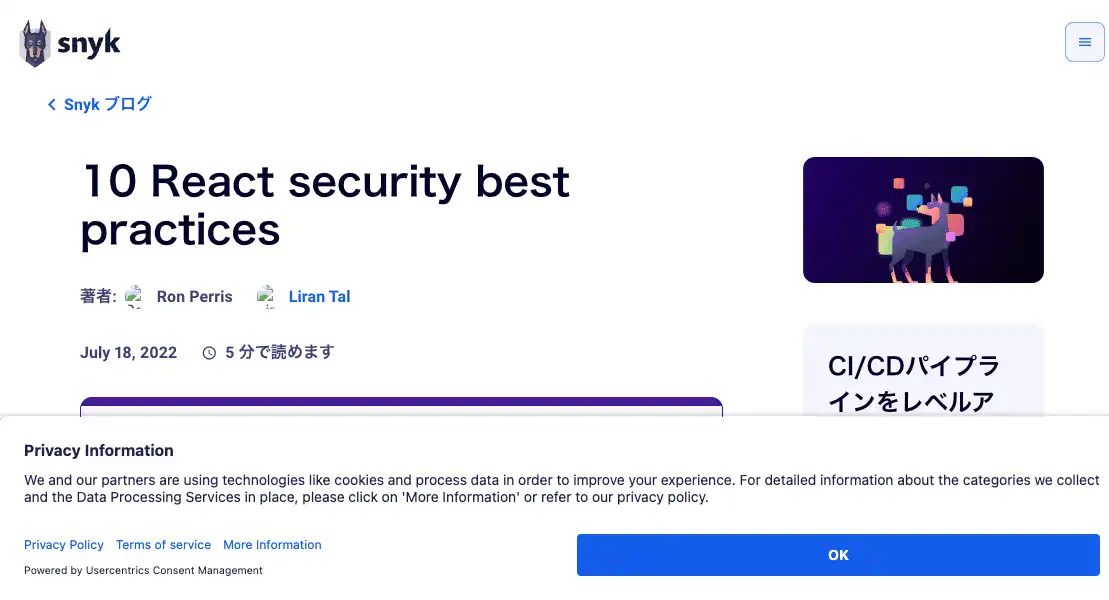 snyk
Snyk ブログ
10 React security best
practices
著者: Ron Perris Liran Tal
July 18, 2022 5 分で読めます
CI/CDパイプラ
インをレベルア
Privacy Information
We and our partners are using technologies like cookies and process data in order to improve your experience. For detailed information about the categories we collect
and the Data Processing Services in place, please click on 'More Information' or refer to our privacy policy.
Privacy Policy Terms of service More Information
OK
Powered by Usercentrics Consent Management